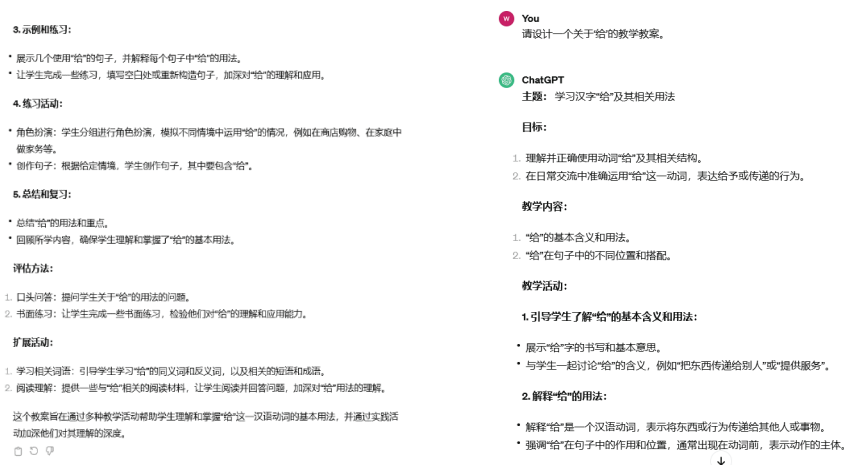 You
请设计一个关于‘给’的教学教案。
ChatGPT
主题： 学习汉字“给”及其相关用法
目标：
1. 理解并正确使用动词“给”及其相关结构。
2. 在日常交流中准确运用“给”这一动词，表达给予或传递的行为。
教学内容：
1. “给”的基本含义和用法。
2. “给”在句子中的不同位置和搭配。
教学活动：
1. 引导学生了解“给”的基本含义和用法：
• 展示“给”字的书写和基本意思。
• 与学生一起讨论“给”的含义，例如“把东西传递给别人”或“提供服务”。
2. 解释“给”的用法：
• 解释“给”是一个汉语动词，表示将东西或行为传递给其他人或事物。
• 强调“给”在句子中的作用和位置，通常出现在动词前，表示动作的主体。
3. 示例和练习：
• 展示几个使用“给”的句子，并解释每个句子中“给”的用法。
• 让学生完成一些练习，填写空白处或重新构造句子，加深对“给”的理解和应用。
4. 练习活动：
• 角色扮演：学生分组进行角色扮演，模拟不同情境中运用“给”的情况，例如在商店购物、在家庭中
做家务等。
• 创作句子：根据给定情境，学生创作句子，其中要包含“给”。
5. 总结和复习：
• 总结“给”的用法和重点。
• 回顾所学内容，确保学生理解和掌握了“给”的基本用法。
评估方法：
1. 口头问答：提问学生关于“给”的用法的问题。
2. 书面练习：让学生完成一些书面练习，检验他们对“给”的理解和应用能力。
扩展活动：
1. 学习相关词语：引导学生学习“给”的同义词和反义词，以及相关的短语和成语。
2. 阅读理解：提供一些与“给”相关的阅读材料，让学生阅读并回答问题，加深对“给”用法的理解。
这个教案旨在通过多种教学活动帮助学生理解和掌握“给”这一汉语动词的基本用法，并通过实践活
动加深他们对其理解的深度。